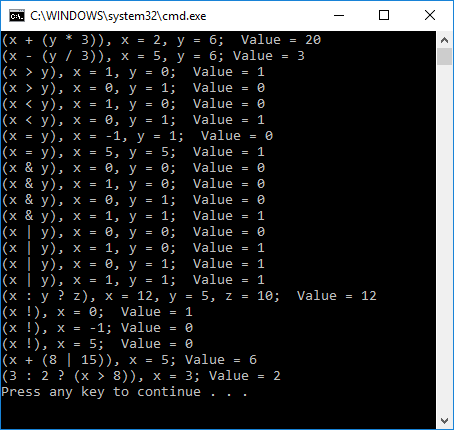 C:\WINDOWS\system32\cmd.exe
(x + (y * 3)), x = 2, y = 6;  Value = 20
(x - (y / 3)), x = 5, y = 6; Value = 3
(x > y), x = 1, y = 0;  Value = 1
(x > y), x = 0, y = 1;  Value = 0
(x < y), x = 1, y = 0;  Value = 0
(x < y), x = 0, y = 1;  Value = 1
(x = y), x = -1, y = 1;  Value = 0
(x = y), x = 5, y = 5;  Value = 1
(x & y), x = 0, y = 0;  Value = 0
(x & y), x = 1, y = 0;  Value = 0
(x & y), x = 0, y = 1;  Value = 0
(x & y), x = 1, y = 1;  Value = 1
(x | y), x = 0, y = 0;  Value = 0
(x | y), x = 1, y = 0;  Value = 1
(x | y), x = 0, y = 1;  Value = 1
(x | y), x = 1, y = 1;  Value = 1
(x : y ? z), x = 12, y = 5, z = 10;  Value = 12
(x !), x = 0;  Value = 1
(x !), x = -1; Value = 0
(x !), x = 5;  Value = 0
(x + (8 | 15)), x = 5; Value = 6
(3 : 2 ? (x > 8)), x = 3; Value = 2
Press any key to continue . . .